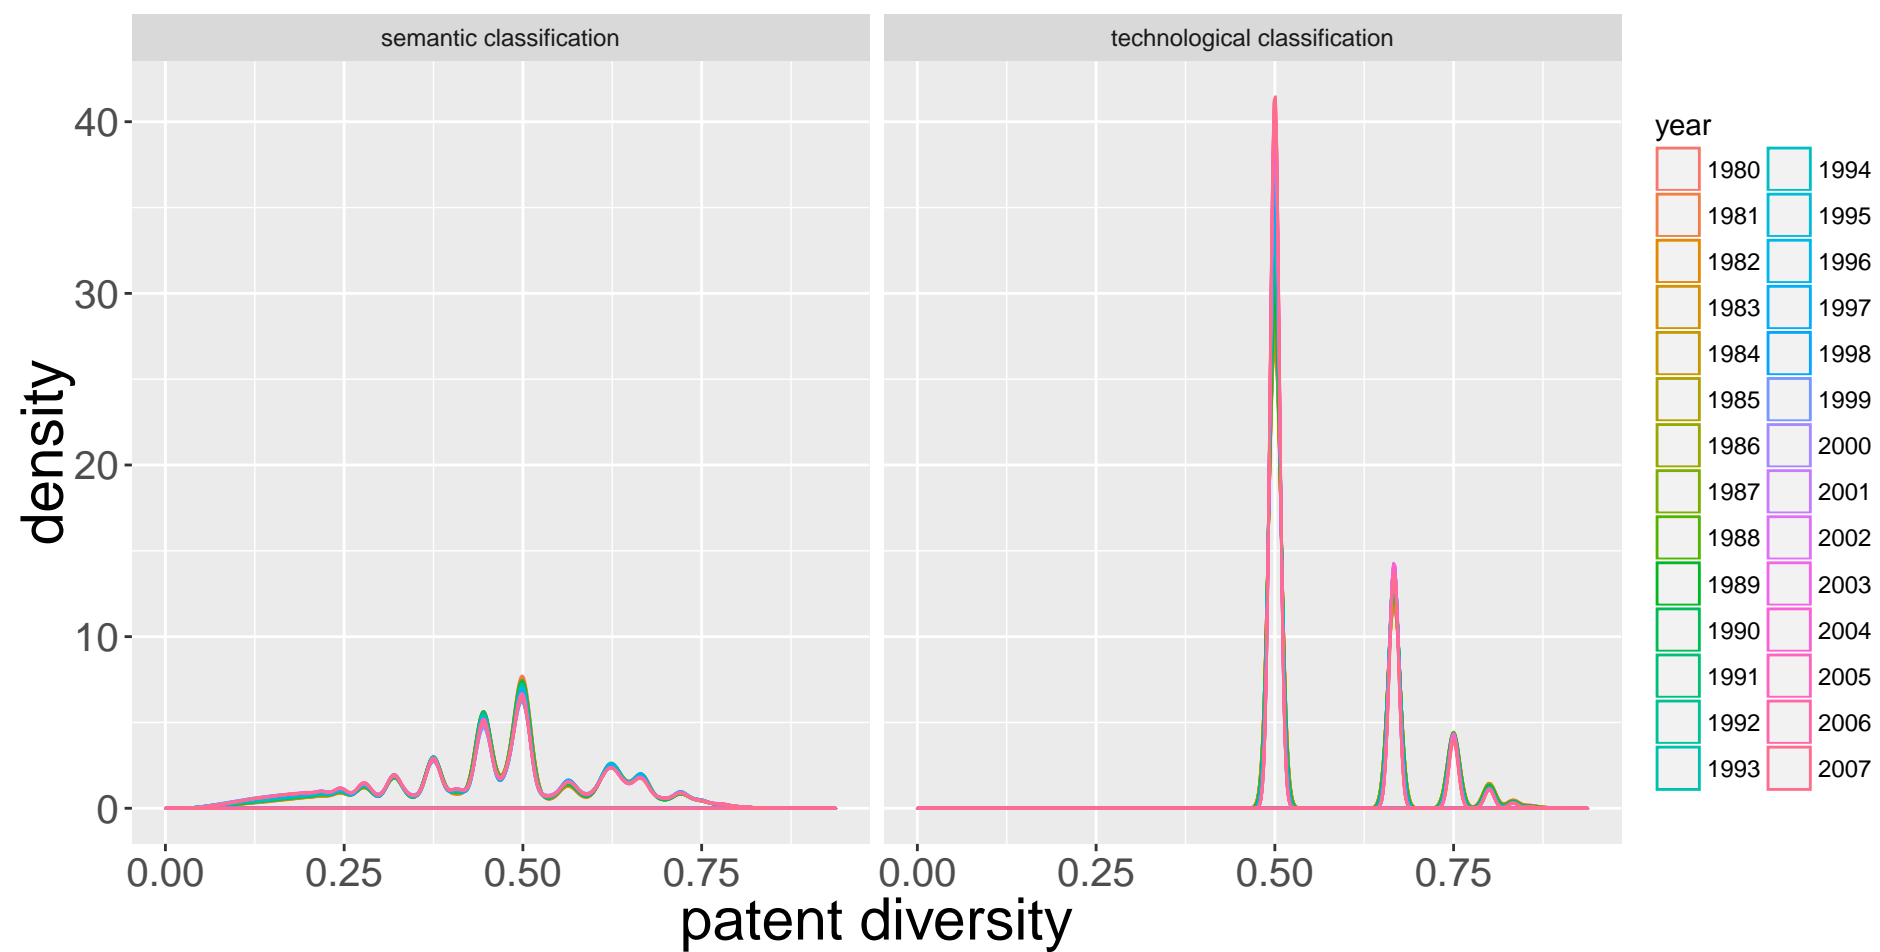 semantic classification
technological classification
density
40
30
20
10
0
0.00 0.25 0.50 0.75
0.00 0.25 0.50 0.75
patent diversity
year
1980 1994
1981 1995
1982 1996
1983 1997
1984 1998
1985 1999
1986 2000
1987 2001
1988 2002
1989 2003
1990 2004
1991 2005
1992 2006
1993 2007